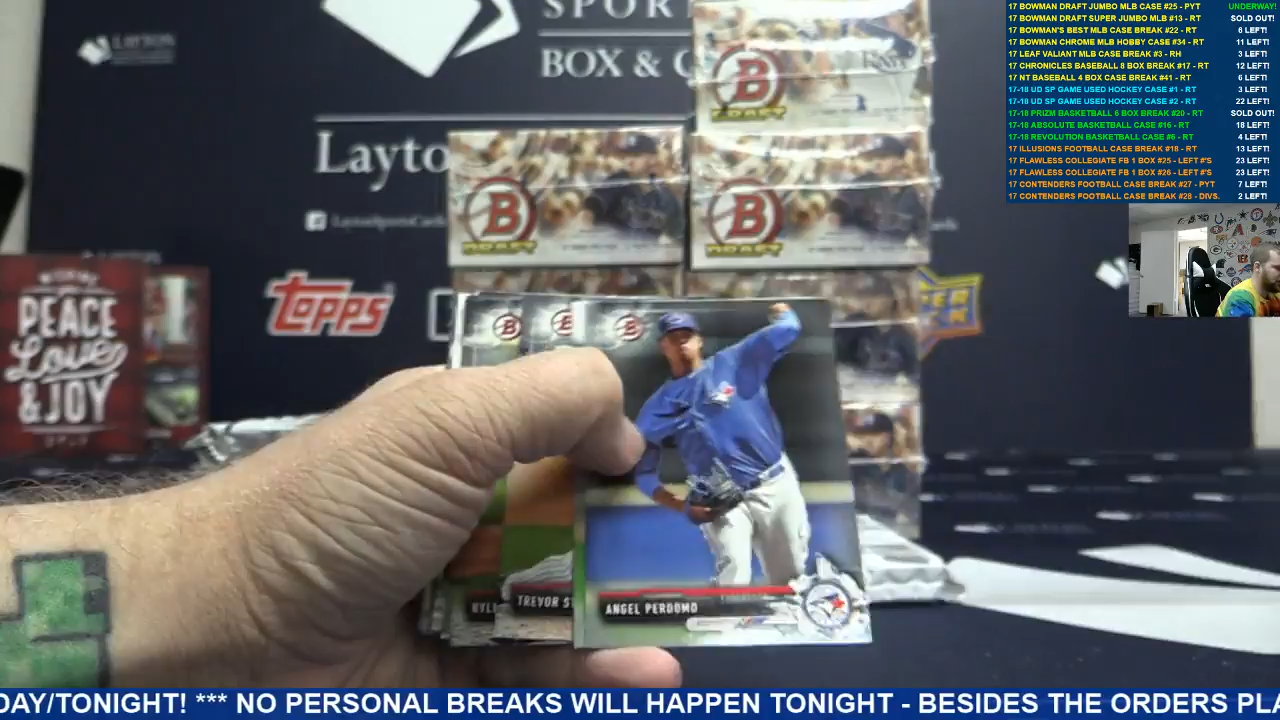 17 BOWMAN DRAFT JUMBO MLB CASE #25 - PYT UNDERWAY!
17 BOWMAN DRAFT SUPER JUMBO MLB #13 - RT SOLD OUT!
17 BOWMAN'S BEST MLB CASE BREAK #22 - RT 6 LEFT!
17 BOWMAN CHROME MLB HOBBY CASE #34 - RT 11 LEFT!
17 LEAF VALIANT MLB CASE BREAK #3 - RH 3 LEFT!
17 CHRONICLES BASEBALL 8 BOX BREAK #17 - RT 12 LEFT!
17 NT BASEBALL 4 BOX CASE BREAK #41 - RT 6 LEFT!
17-18 UD SP GAME USED HOCKEY CASE #1 - RT 3 LEFT!
17-18 UD SP GAME USED HOCKEY CASE #2 - RT 22 LEFT!
17-18 PRIZM BASKETBALL 6 BOX BREAK #20 - RT SOLD OUT!
17-18 ABSOLUTE BASKETBALL CASE #16 - RT 18 LEFT!
17-18 REVOLUTION BASKETBALL CASE #6 - RT 4 LEFT!
17 ILLUSIONS FOOTBALL CASE BREAK #18 - RT 13 LEFT!
17 FLAWLESS COLLEGIATE FB 1 BOX #25 - LEFT #'S 23 LEFT!
17 FLAWLESS COLLEGIATE FB 1 BOX #26 - LEFT #'S 23 LEFT!
17 CONTENDERS FOOTBALL CASE BREAK #27 - PYT 7 LEFT!
17 CONTENDERS FOOTBALL CASE BREAK #28 - DIVS. 2 LEFT!
LAYTON
SPOR
BOX & C
Layto
LaytonSportsCards
B
DRAFT
B
DRAFT
B
DRAFT
TOPPS
PEACE
Love
& JOY
B
B
B
KYL
TREVOR S
ANGEL PERDOMO
DAY/TONIGHT! *** NO PERSONAL BREAKS WILL HAPPEN TONIGHT - BESIDES THE ORDERS PLA